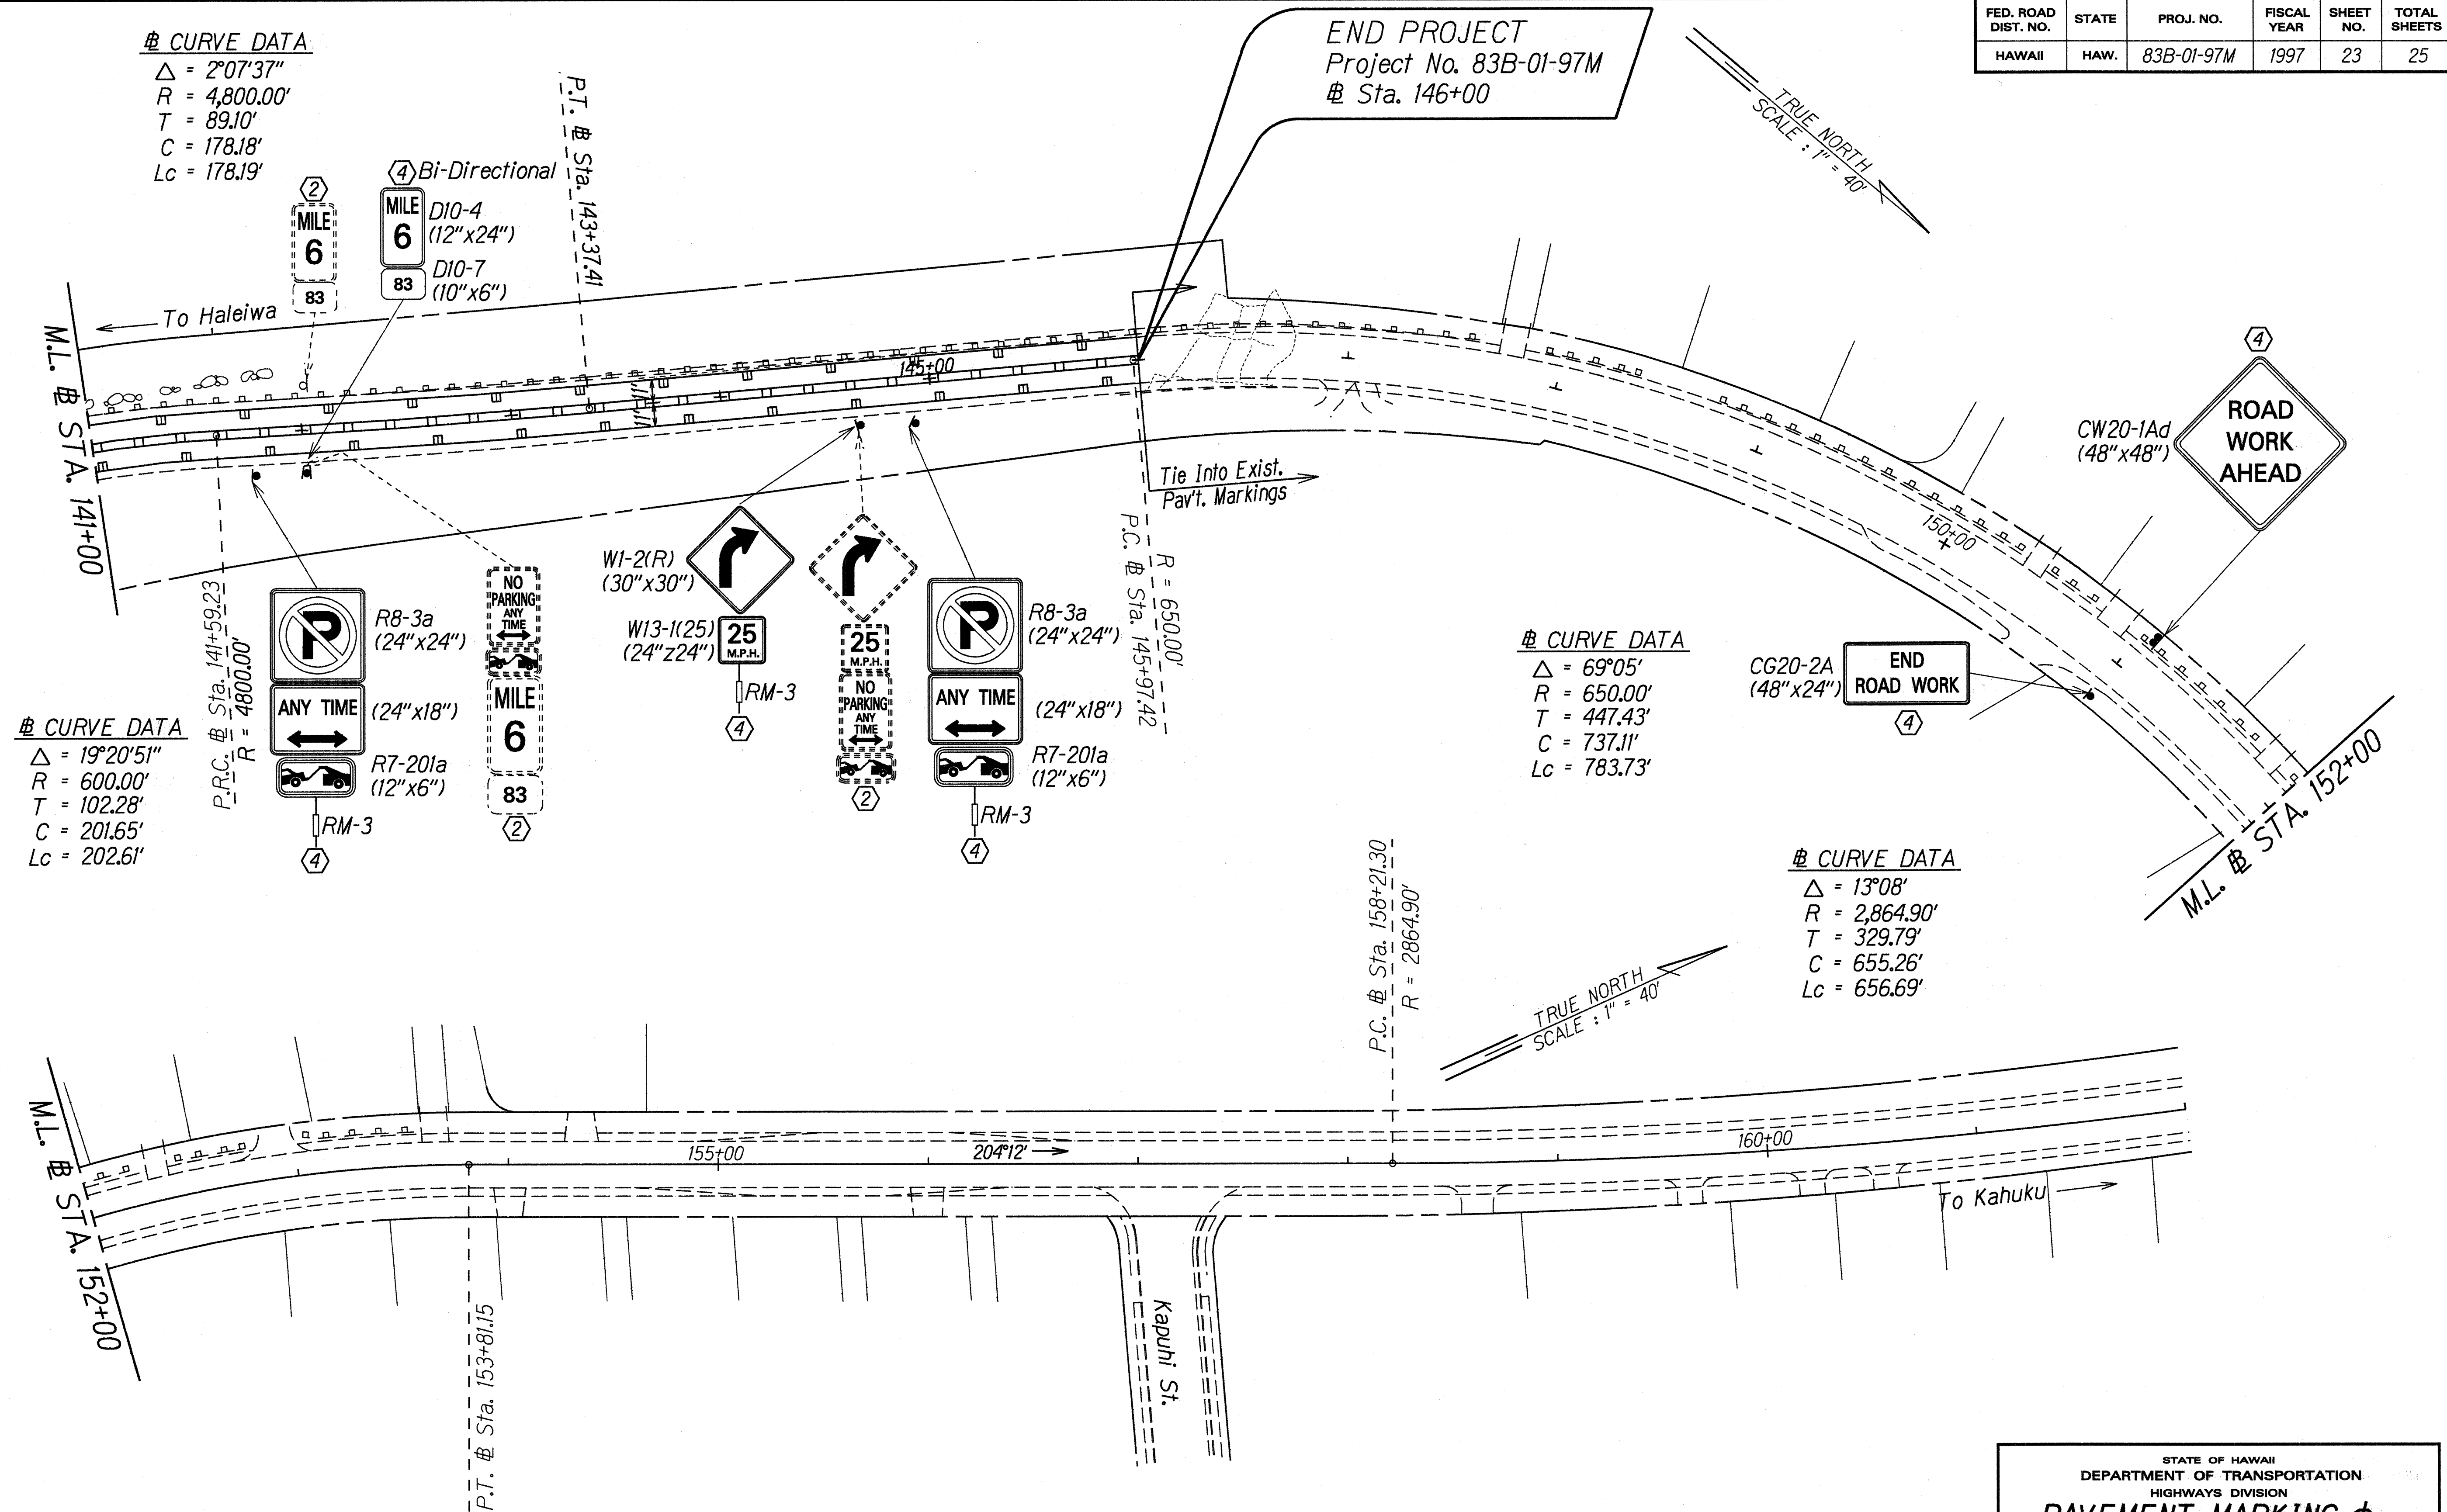 FED. ROAD DIST. NO. STATE PROJ. NO. FISCAL YEAR SHEET NO. TOTAL SHEETS
HAWAII HAW. 83B-01-97M 1997 23 25
END PROJECT
Project No. 83B-01-97M
℄ Sta. 146+00
TRUE NORTH
SCALE : 1" = 40'
CURVE DATA
△ = 2°07'37"
R = 4,800.00'
T = 89.10'
C = 178.18'
Lc = 178.19'
2
MILE
6
83
4 Bi-Directional
MILE
6
83
D10-4
(12"x24")
D10-7
(10"x6")
P.T. Sta. 143+37.41
To Haleiwa
M.L. STA. 141+00
145+00
11'
11'
Tie Into Exist.
Pav't. Markings
P.C. Sta. 145+97.42
R = 650.00'
P.R.C. Sta. 141+59.23
R = 4800.00'
R8-3a
(24"x24")
ANY TIME
(24"x18")
R7-201a
(12"x6")
RM-3
4
NO
PARKING
ANY
TIME
MILE
6
83
2
W1-2(R)
(30"x30")
W13-1(25)
(24"z24")
25
M.P.H.
RM-3
4
25
M.P.H.
NO
PARKING
ANY
TIME
2
R8-3a
(24"x24")
ANY TIME
(24"x18")
R7-201a
(12"x6")
RM-3
4
CURVE DATA
△ = 19°20'51"
R = 600.00'
T = 102.28'
C = 201.65'
Lc = 202.61'
CURVE DATA
△ = 69°05'
R = 650.00'
T = 447.43'
C = 737.11'
Lc = 783.73'
150+00
4
ROAD
WORK
AHEAD
CW20-1Ad
(48"x48")
CG20-2A
(48"x24")
END
ROAD WORK
4
M.L. STA. 152+00
CURVE DATA
△ = 13°08'
R = 2,864.90'
T = 329.79'
C = 655.26'
Lc = 656.69'
P.C. Sta. 158+21.30
R = 2864.90'
TRUE NORTH
SCALE : 1" = 40'
M.L. STA. 152+00
155+00
204°12'
160+00
To Kahuku
Kapuhi St.
P.T. Sta. 153+81.15
STATE OF HAWAII
DEPARTMENT OF TRANSPORTATION
HIGHWAYS DIVISION
PAVEMENT MARKING &